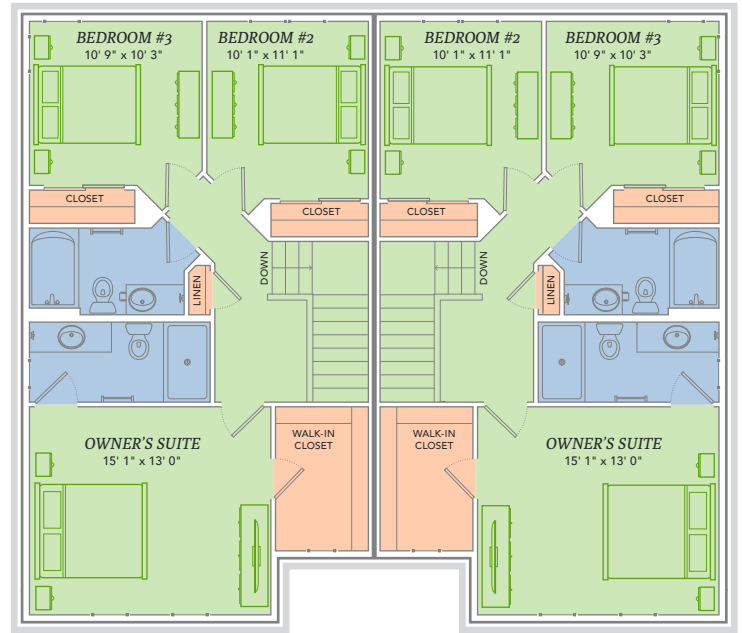 BEDROOM #3
10' 9" x 10' 3"
BEDROOM #2
10' 1" x 11' 1"
BEDROOM #2
10' 1" x 11' 1"
BEDROOM #3
10' 9" x 10' 3"
CLOSET
CLOSET
CLOSET
CLOSET
DOWN
DOWN
LINEN
LINEN
OWNER'S SUITE
15' 1" x 13' 0"
WALK-IN
CLOSET
WALK-IN
CLOSET
OWNER'S SUITE
15' 1" x 13' 0"